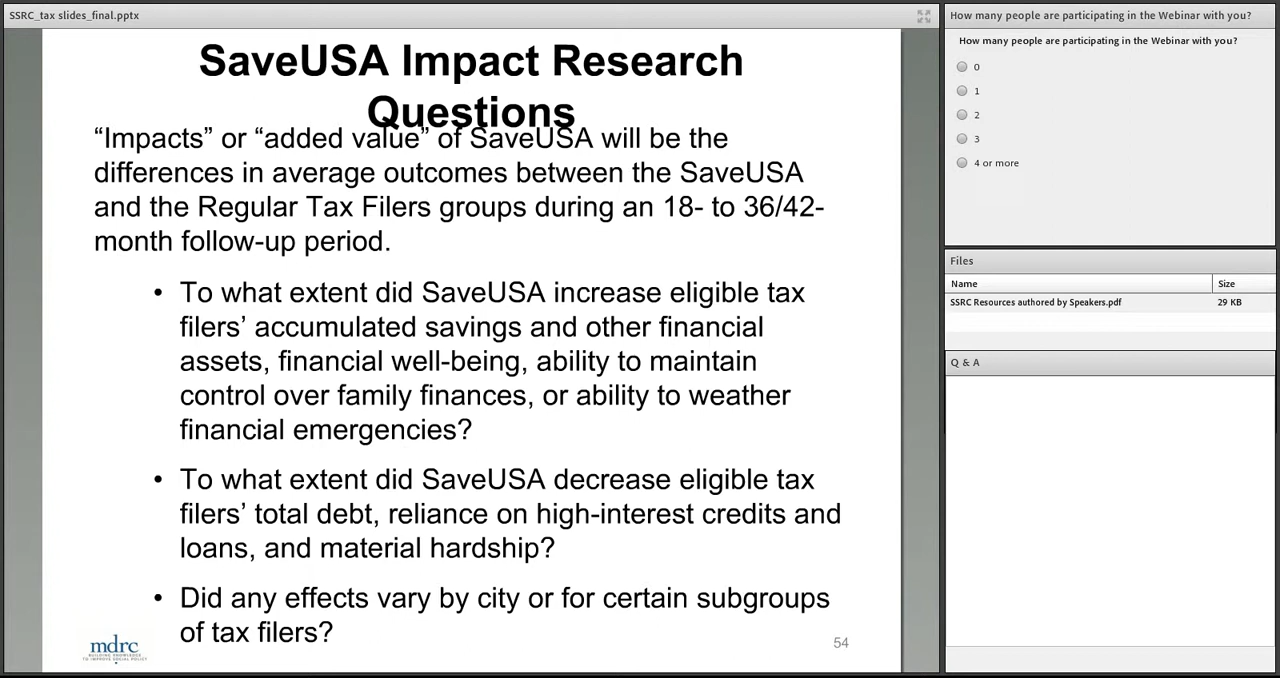 SSRC_tax slides_final.pptx
SaveUSA Impact Research
Questions
“Impacts” or “added value” of SaveUSA will be the
differences in average outcomes between the SaveUSA
and the Regular Tax Filers groups during an 18- to 36/42-
month follow-up period.
• To what extent did SaveUSA increase eligible tax
filers’ accumulated savings and other financial
assets, financial well-being, ability to maintain
control over family finances, or ability to weather
financial emergencies?
• To what extent did SaveUSA decrease eligible tax
filers’ total debt, reliance on high-interest credits and
loans, and material hardship?
• Did any effects vary by city or for certain subgroups
of tax filers?
mdrc
BUILDING KNOWLEDGE
TO IMPROVE SOCIAL POLICY
54
How many people are participating in the Webinar with you?
How many people are participating in the Webinar with you?
0
1
2
3
4 or more
Files
Name Size
SSRC Resources authored by Speakers.pdf 29 KB
Q & A